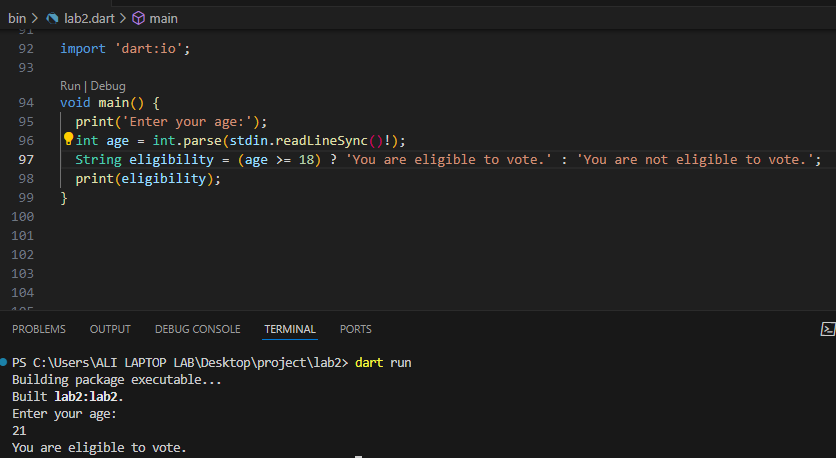 bin > lab2.dart > main
91
92 import 'dart:io';
93
Run | Debug
94 void main() {
95 print('Enter your age:');
96 int age = int.parse(stdin.readLineSync()!);
97 String eligibility = (age >= 18) ? 'You are eligible to vote.' : 'You are not eligible to vote.';
98 print(eligibility);
99 }
100
101
102
103
104
105
PROBLEMS OUTPUT DEBUG CONSOLE TERMINAL PORTS
PS C:\Users\ALI LAPTOP LAB\Desktop\project\lab2> dart run
Building package executable...
Built lab2:lab2.
Enter your age:
21
You are eligible to vote.